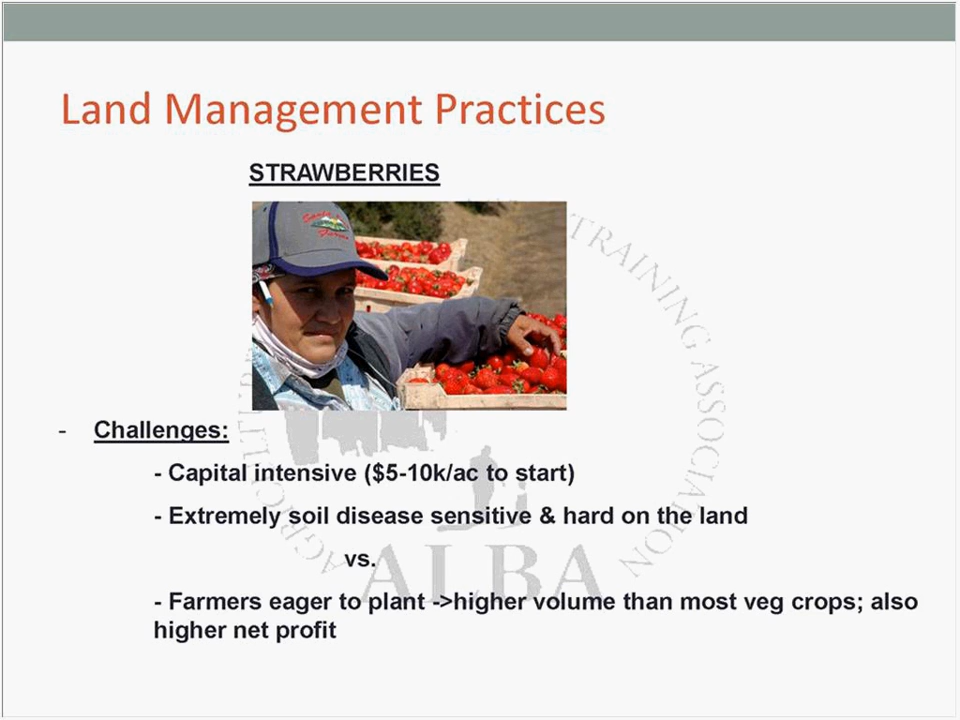 Land Management Practices
STRAWBERRIES
- Challenges:
- Capital intensive ($5-10k/ac to start)
- Extremely soil disease sensitive & hard on the land
vs.
- Farmers eager to plant ->higher volume than most veg crops; also
higher net profit
TRAINING ASSOCIATION
ALBA